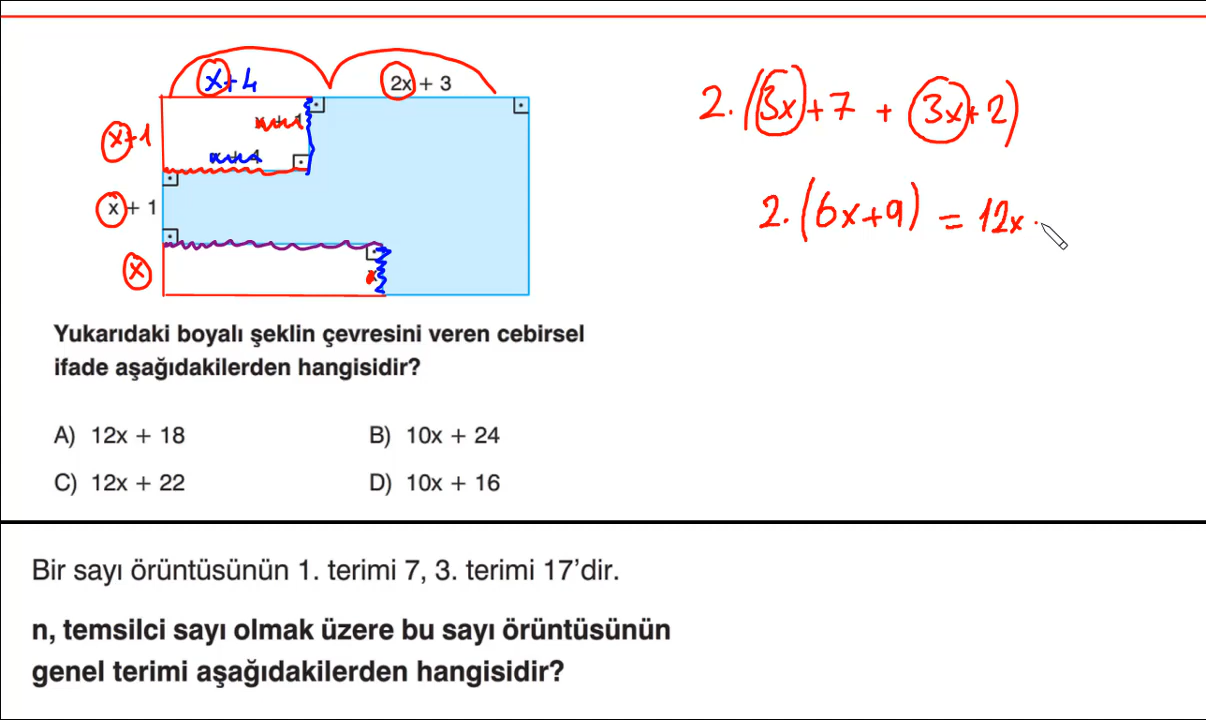 x+4
2x + 3
x+1
x + 1
x
2.(3x+7 + 3x+2)
2.(6x+9) = 12x
Yukarıdaki boyalı şeklin çevresini veren cebirsel
ifade aşağıdakilerden hangisidir?
A) 12x + 18
B) 10x + 24
C) 12x + 22
D) 10x + 16
Bir sayı örüntüsünün 1. terimi 7, 3. terimi 17’dir.
n, temsilci sayı olmak üzere bu sayı örüntüsünün
genel terimi aşağıdakilerden hangisidir?